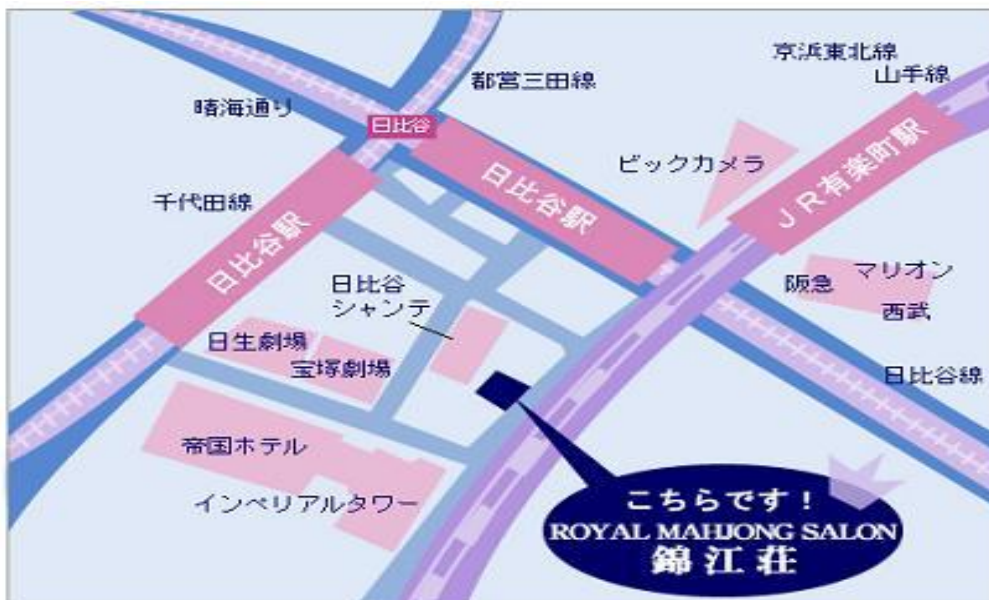 京浜東北線
山手線
都営三田線
晴海通り
日比谷
ビックカメラ
JR有楽町駅
日比谷駅
千代田線
日比谷駅
日比谷
シャンテ
阪急
マリオン
西武
日生劇場
宝塚劇場
日比谷線
帝国ホテル
インペリアルタワー
こちらです!
ROYAL MAHJONG SALON
錦江荘